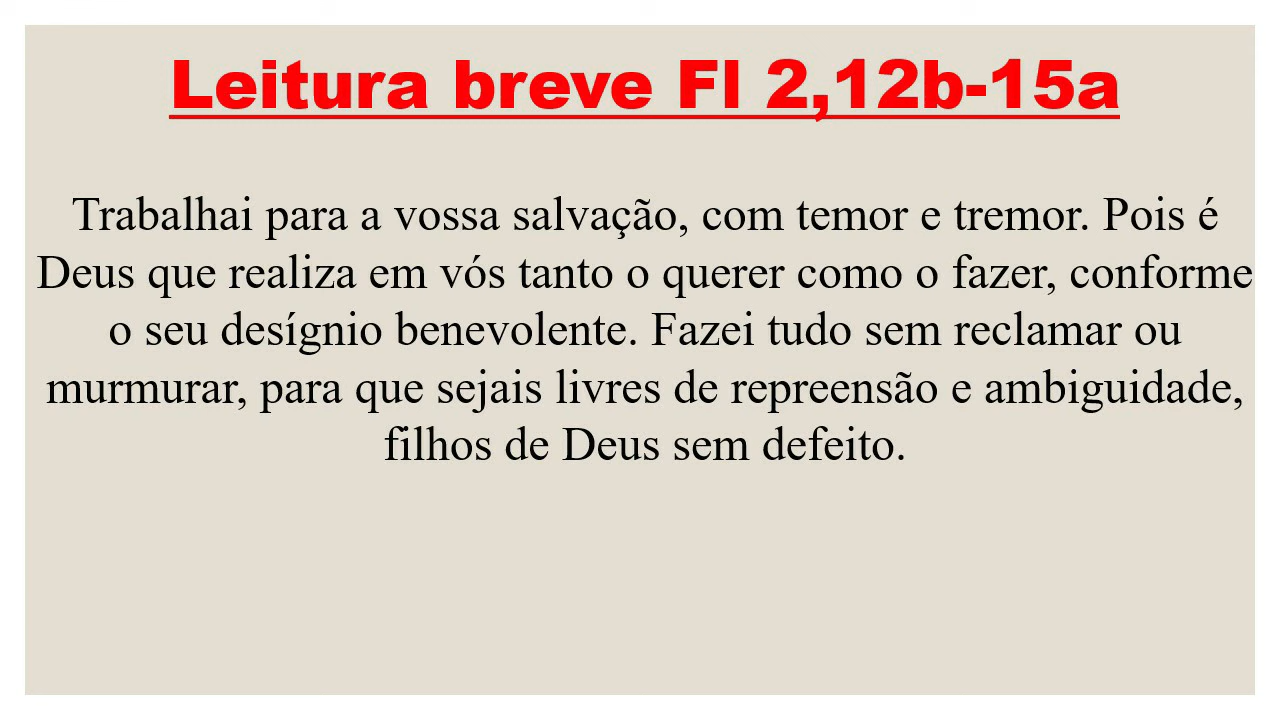 Leitura breve Fl 2,12b-15a
Trabalhai para a vossa salvação, com temor e tremor. Pois é
Deus que realiza em vós tanto o querer como o fazer, conforme
o seu desígnio benevolente. Fazei tudo sem reclamar ou
murmurar, para que sejais livres de repreensão e ambiguidade,
filhos de Deus sem defeito.